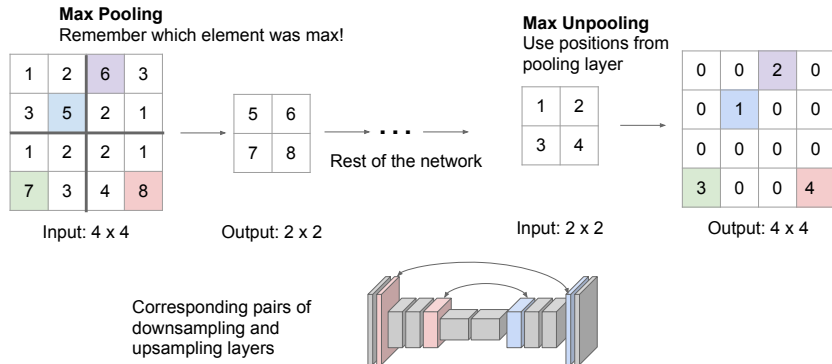 Max Pooling
Remember which element was max!
1 2 6 3
3 5 2 1
1 2 2 1
7 3 4 8
Input: 4 x 4
5 6
7 8
Output: 2 x 2
. . .
Rest of the network
Max Unpooling
Use positions from
pooling layer
1 2
3 4
Input: 2 x 2
0 0 2 0
0 1 0 0
0 0 0 0
3 0 0 4
Output: 4 x 4
Corresponding pairs of
downsampling and
upsampling layers